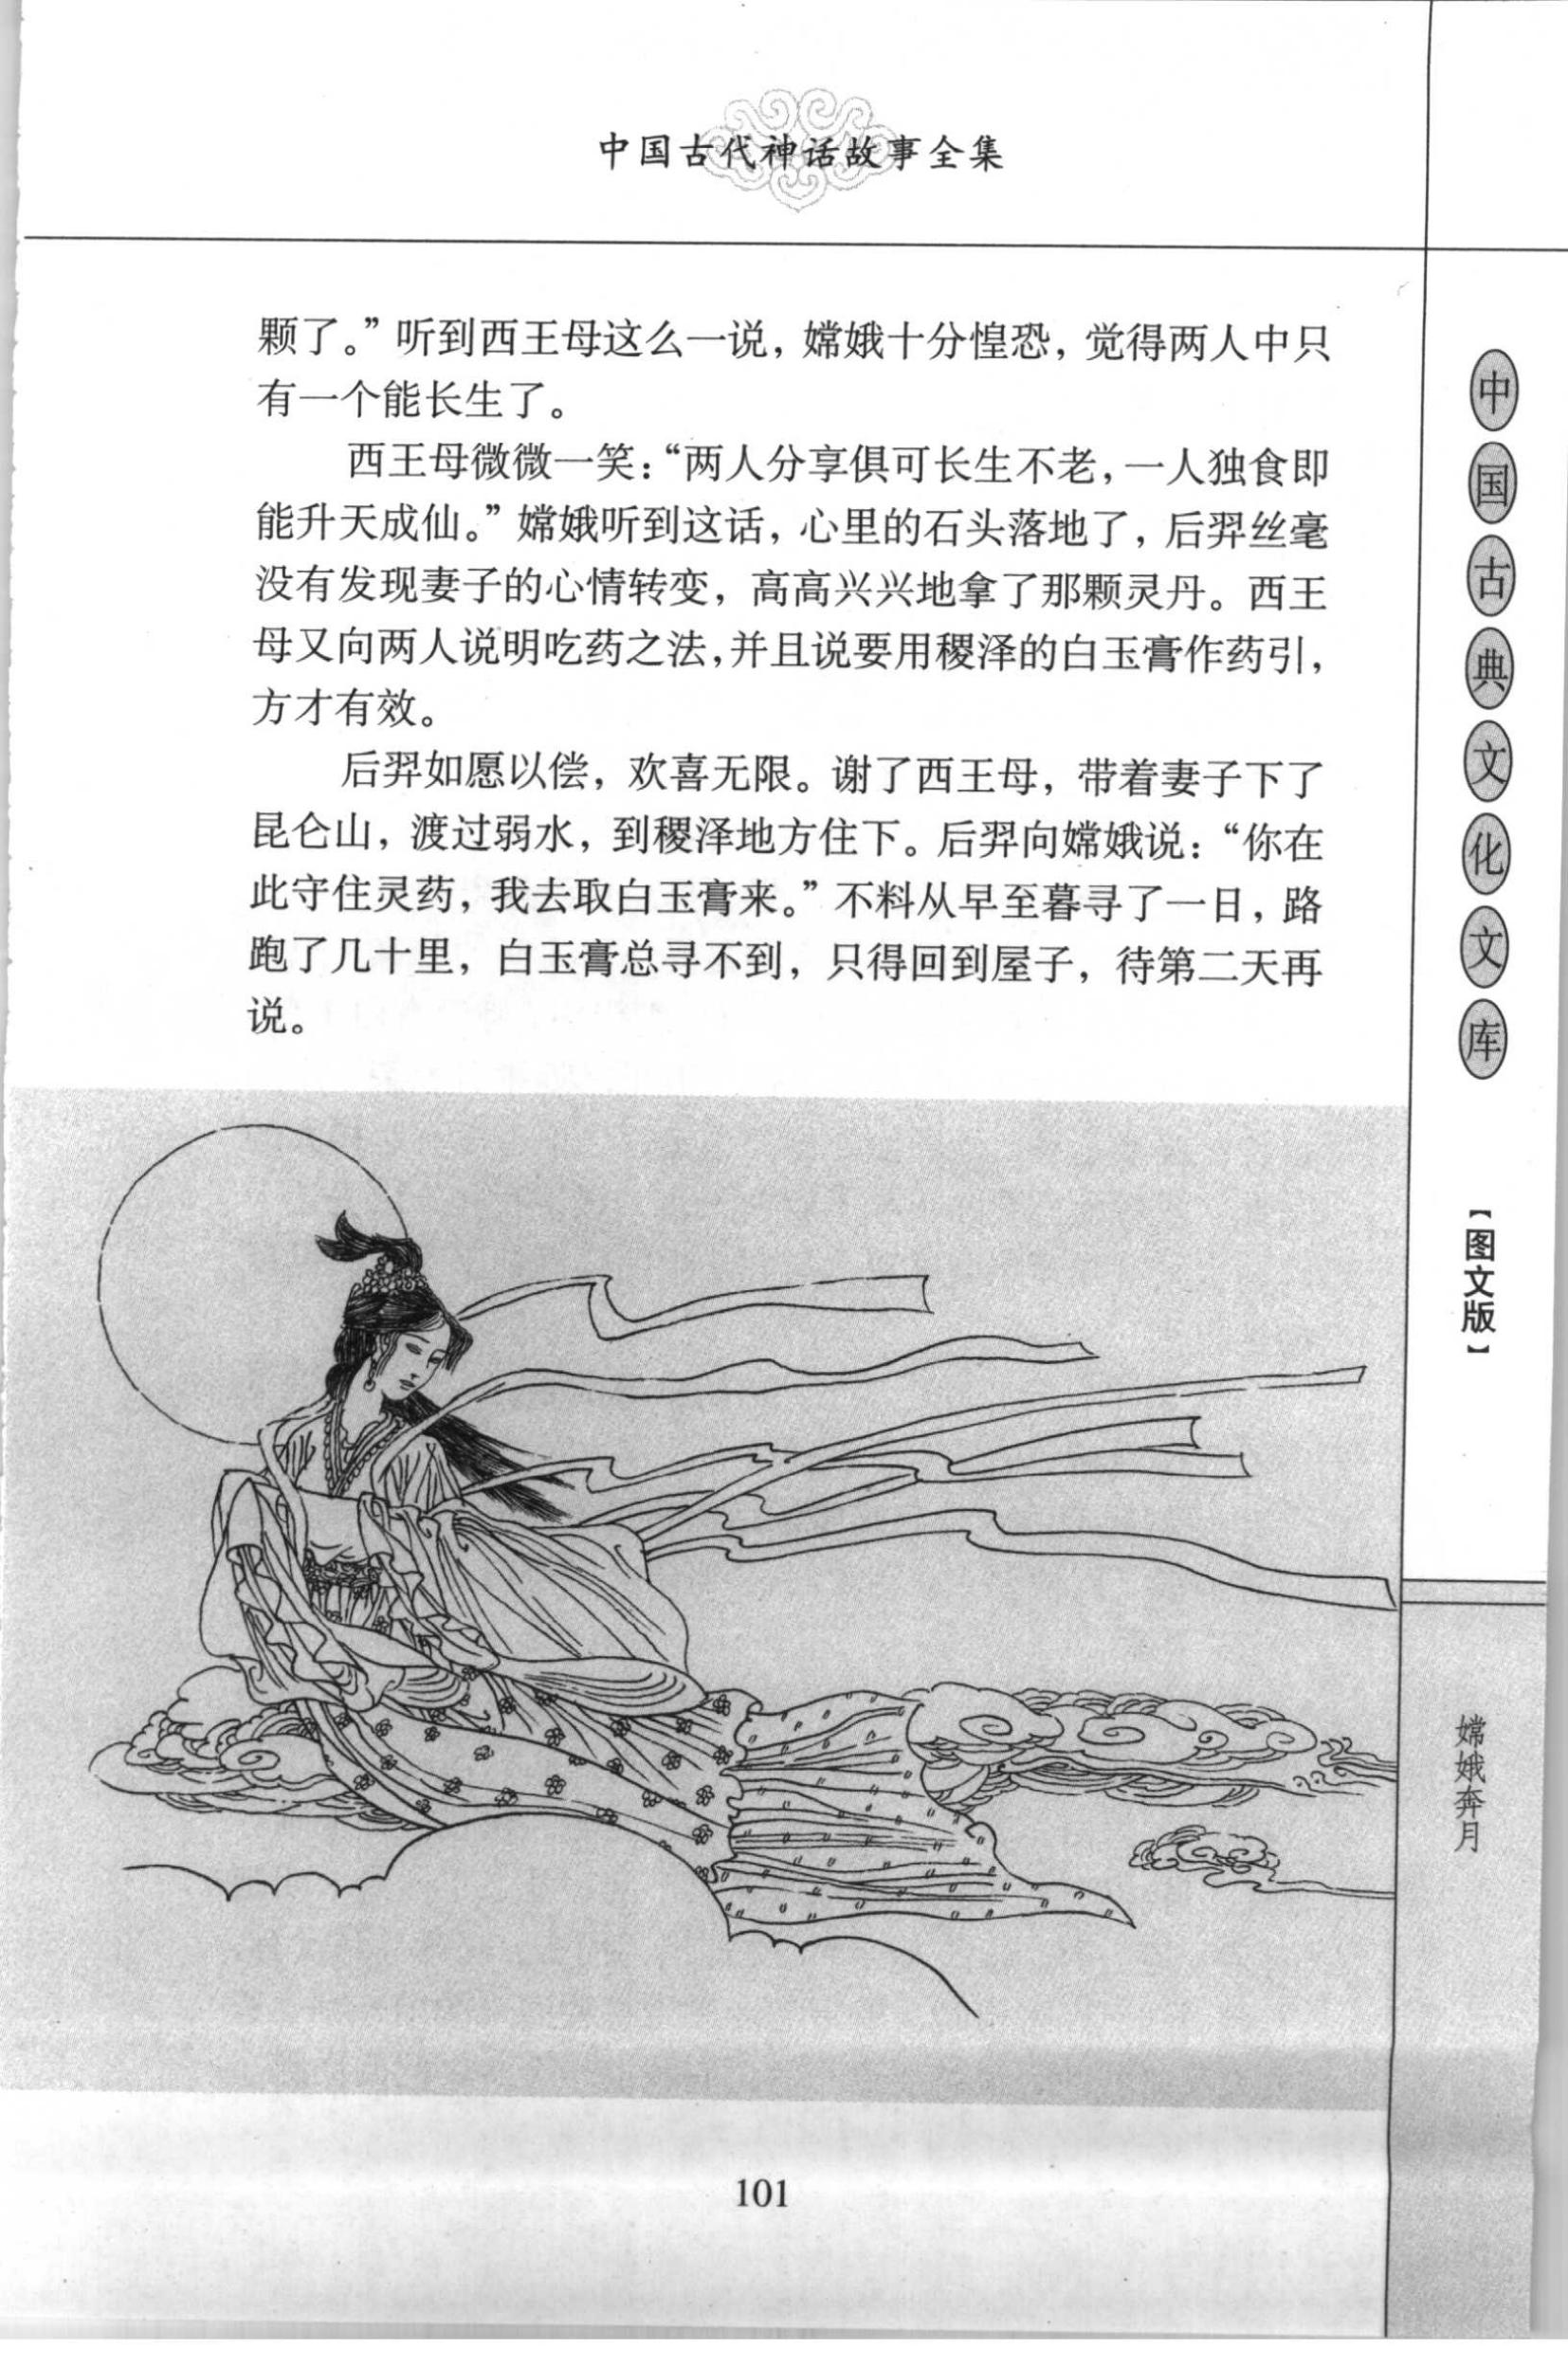 中国古代神话故事全集
颗了。”听到西王母这么一说，嫦娥十分惶恐，觉得两人中只
有一个能长生了。
西王母微微一笑：“两人分享俱可长生不老，一人独食即
能升天成仙。”嫦娥听到这话，心里的石头落地了，后羿丝毫
没有发现妻子的心情转变，高高兴兴地拿了那颗灵丹。西王
母又向两人说明吃药之法，并且说要用稷泽的白玉膏作药引，
方才有效。
后羿如愿以偿，欢喜无限。谢了西王母，带着妻子下了
昆仑山，渡过弱水，到稷泽地方住下。后羿向嫦娥说：“你在
此守住灵药，我去取白玉膏来。”不料从早至暮寻了一日，路
跑了几十里，白玉膏总寻不到，只得回到屋子，待第二天再
说。
中国古典文化文库
【图文版】
嫦娥奔月
101